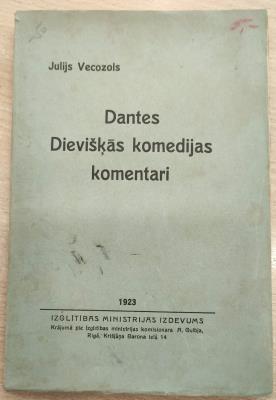 Julijs Vecozols
Dantes
Dievišķās komedijas
komentari
1923
IZGLĪTĪBAS MINISTRIJAS IZDEVUMS
Krājumā pie Izglītības ministrijas komisionara A. Gulbja,
Rīgā, Krišjāņa Barona ielā 14